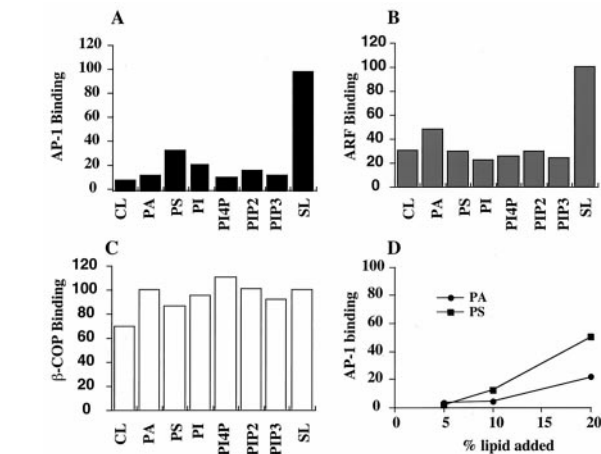 A
AP-1 Binding
120
100
80
60
40
20
0
CL PA PS PI PI4P PIP2 PIP3 SL
B
ARF Binding
120
100
80
60
40
20
0
CL PA PS PI PI4P PIP2 PIP3 SL
C
β-COP Binding
120
100
80
60
40
20
0
CL PA PS PI PI4P PIP2 PIP3 SL
D
AP-1 binding
100
80
60
40
20
0
PA
PS
0 5 10 15 20
% lipid added